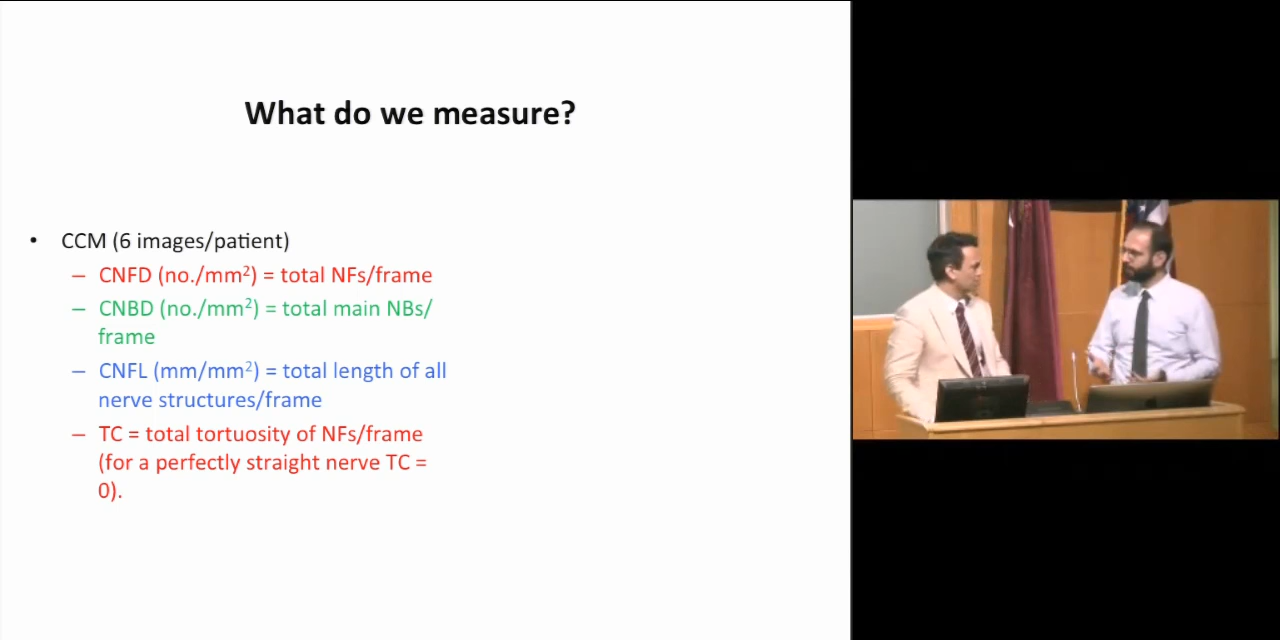 What do we measure?
• CCM (6 images/patient)
– CNFD (no./mm²) = total NFs/frame
– CNBD (no./mm²) = total main NBs/
frame
– CNFL (mm/mm²) = total length of all
nerve structures/frame
– TC = total tortuosity of NFs/frame
(for a perfectly straight nerve TC =
0).